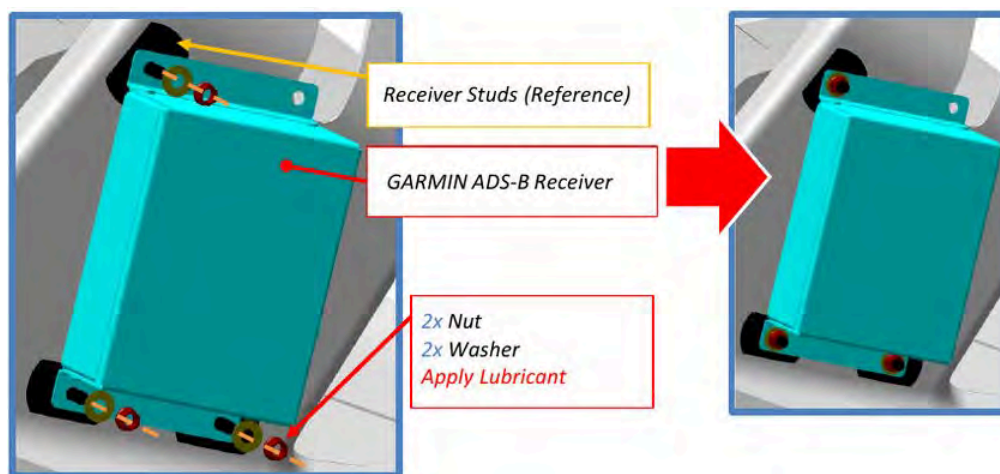 Receiver Studs (Reference)
GARMIN ADS-B Receiver
2x Nut
2x Washer
Apply Lubricant